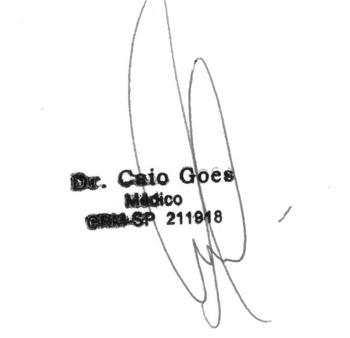 Dr. Caio Goes
Médico
CRM-SP 211918